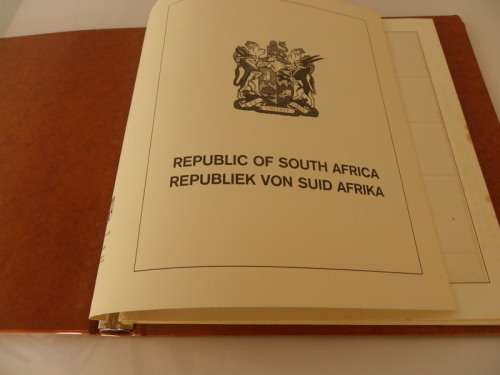 REPUBLIC OF SOUTH AFRICA
REPUBLIEK VON SUID AFRIKA